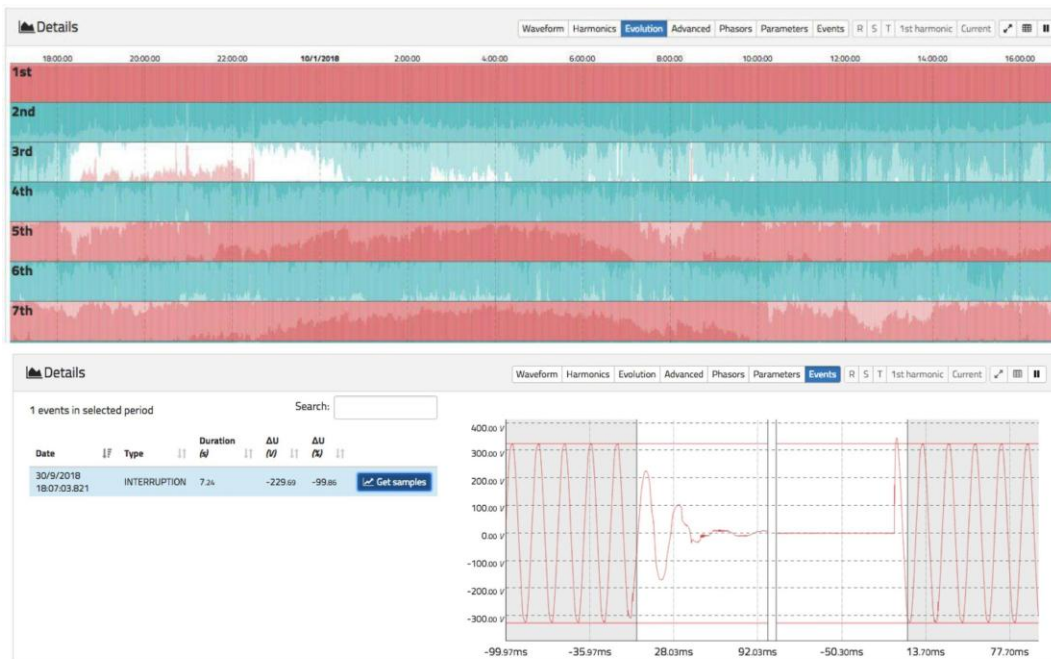 Details
Waveform Harmonics Evolution Advanced Phasors Parameters Events R S T 1st harmonic Current
18:00:00 20:00:00 22:00:00 10/1/2018 2:00:00 4:00:00 6:00:00 8:00:00 10:00:00 12:00:00 14:00:00 16:00:00
1st
2nd
3rd
4th
5th
6th
7th
Details
Waveform Harmonics Evolution Advanced Phasors Parameters Events R S T 1st harmonic Current
1 events in selected period Search:
Date Type Duration (s) ΔU (V) ΔU (%)
30/9/2018 18:07:03.821 INTERRUPTION 7.24 -229.69 -99.86 Get samples
400.00 V
300.00 V
200.00 V
100.00 V
0.00 V
-100.00 V
-200.00 V
-300.00 V
-99.97ms -35.97ms 28.03ms 92.03ms -50.30ms 13.70ms 77.70ms